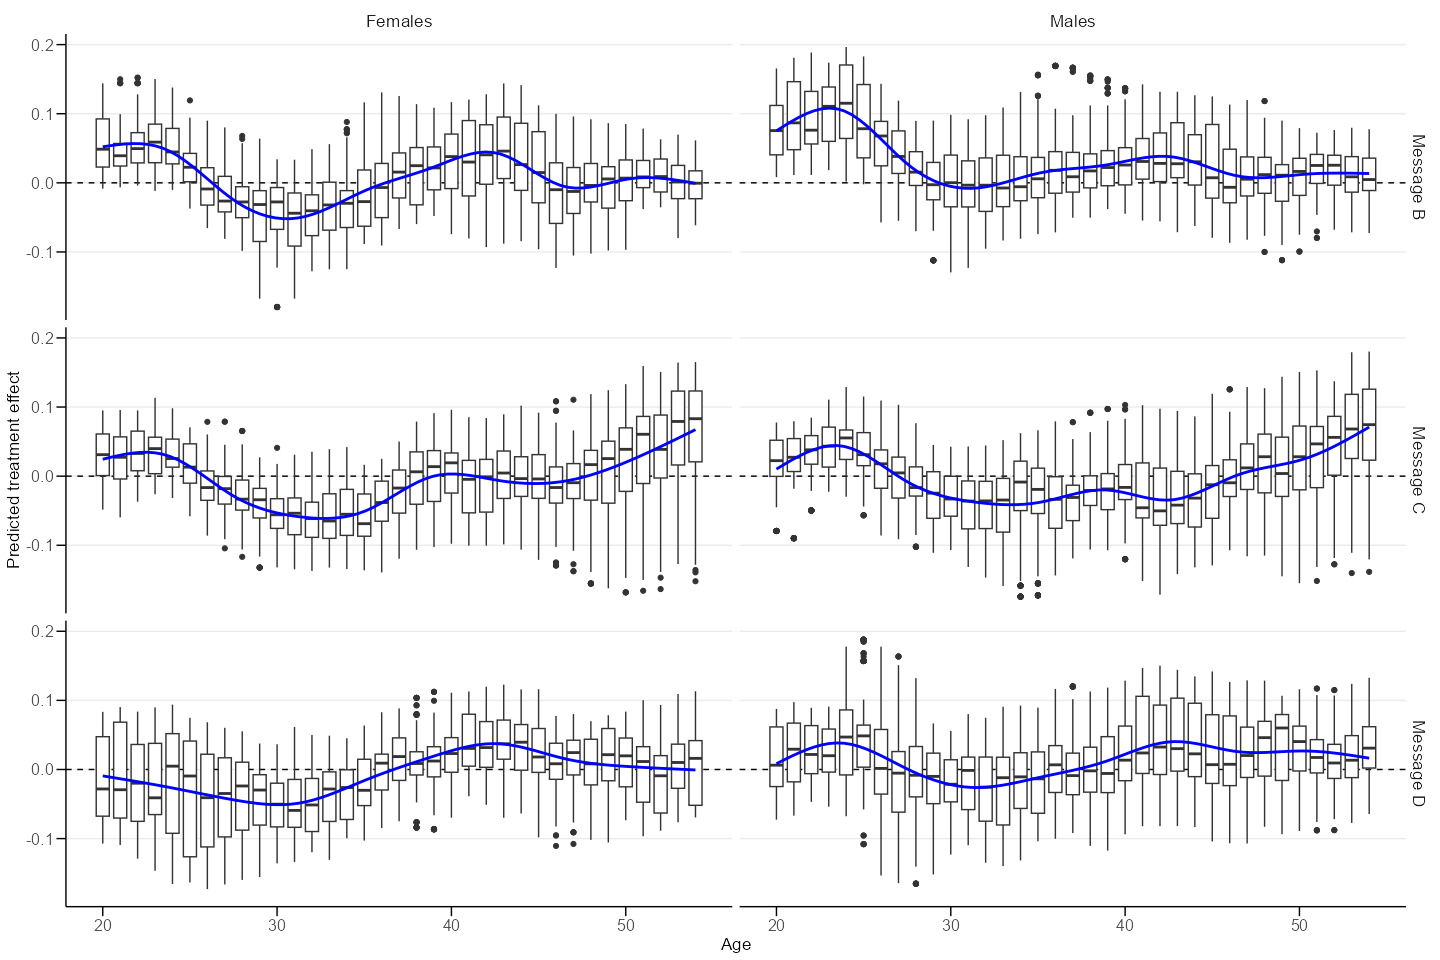 Females Males
0.2
0.1
0.0
-0.1
Message B
0.2
0.1
0.0
-0.1
Message C
Predicted treatment effect
0.2
0.1
0.0
-0.1
Message D
20 30 40 50 20 30 40 50
Age